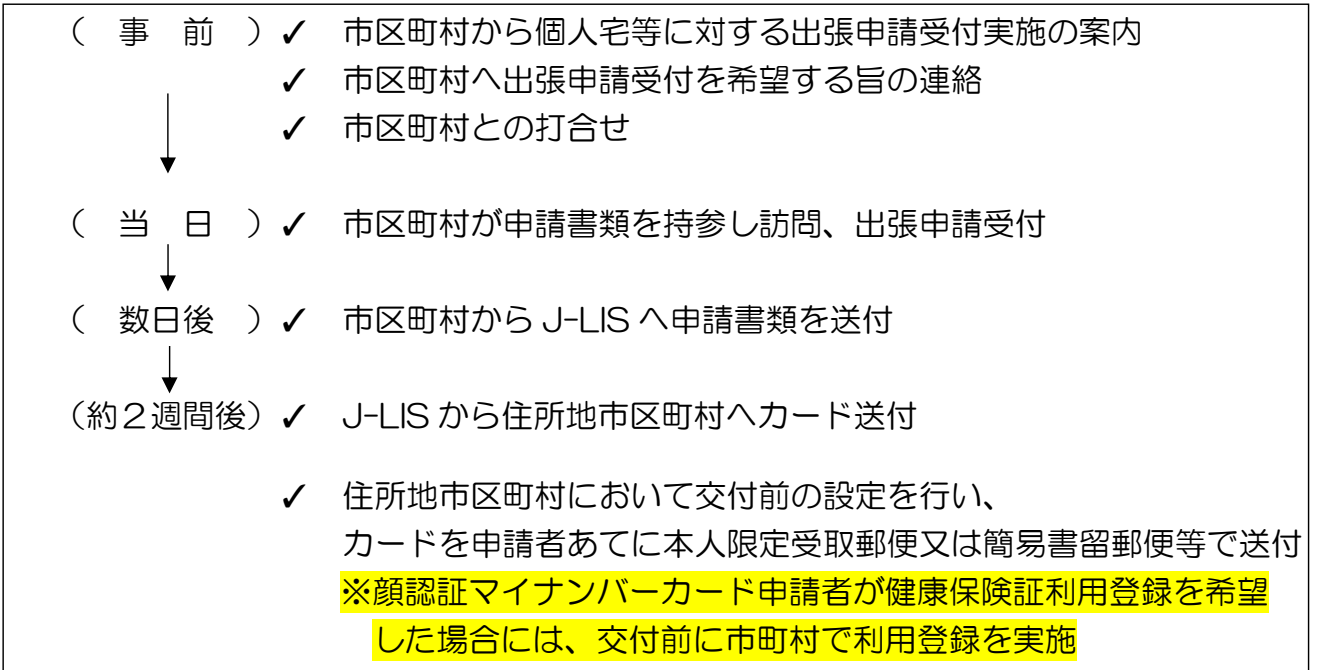 （　事　前　）✓　市区町村から個人宅等に対する出張申請受付実施の案内
✓　市区町村へ出張申請受付を希望する旨の連絡
✓　市区町村との打合せ
（　当　日　）✓　市区町村が申請書類を持参し訪問、出張申請受付
（　数日後　）✓　市区町村から J-LIS へ申請書類を送付
（約２週間後）✓　J-LIS から住所地市区町村へカード送付
✓　住所地市区町村において交付前の設定を行い、
カードを申請者あてに本人限定受取郵便又は簡易書留郵便等で送付
※顔認証マイナンバーカード申請者が健康保険証利用登録を希望
した場合には、交付前に市町村で利用登録を実施